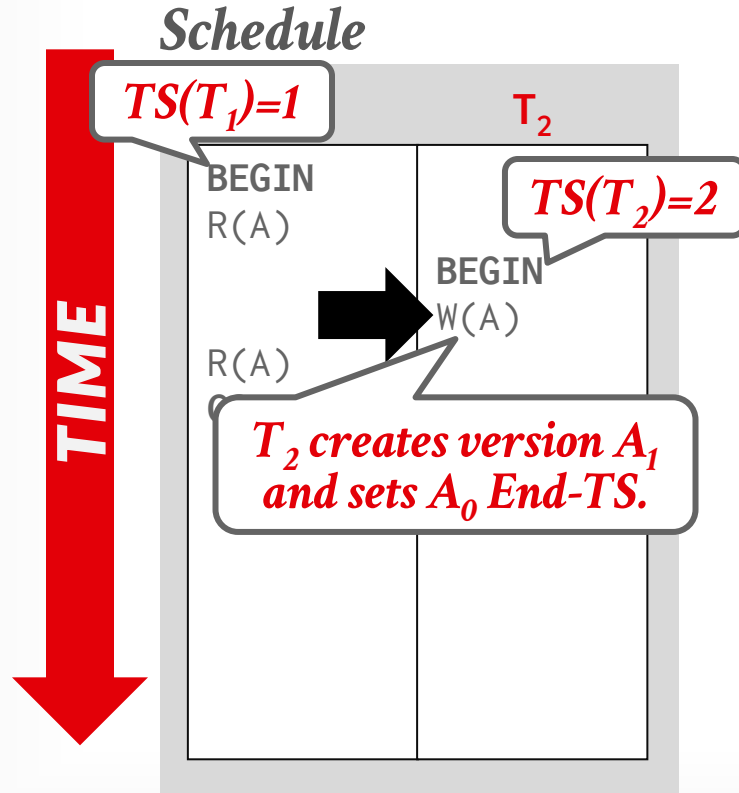 Schedule
TS(T₁)=1
T₂
BEGIN
TS(T₂)=2
R(A)
BEGIN
W(A)
R(A)
T₂ creates version A₁
and sets A₀ End-TS.
TIME